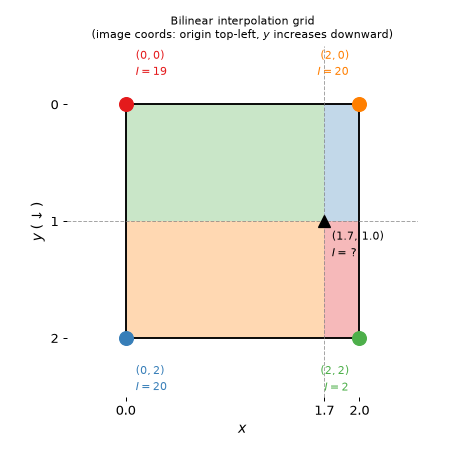 Bilinear interpolation grid
(image coords: origin top-left, y increases downward)
(0, 0)
I = 19
(2, 0)
I = 20
0
1
2
y (↓)
(1.7, 1.0)
I = ?
(0, 2)
I = 20
(2, 2)
I = 2
0.0
1.7
2.0
x